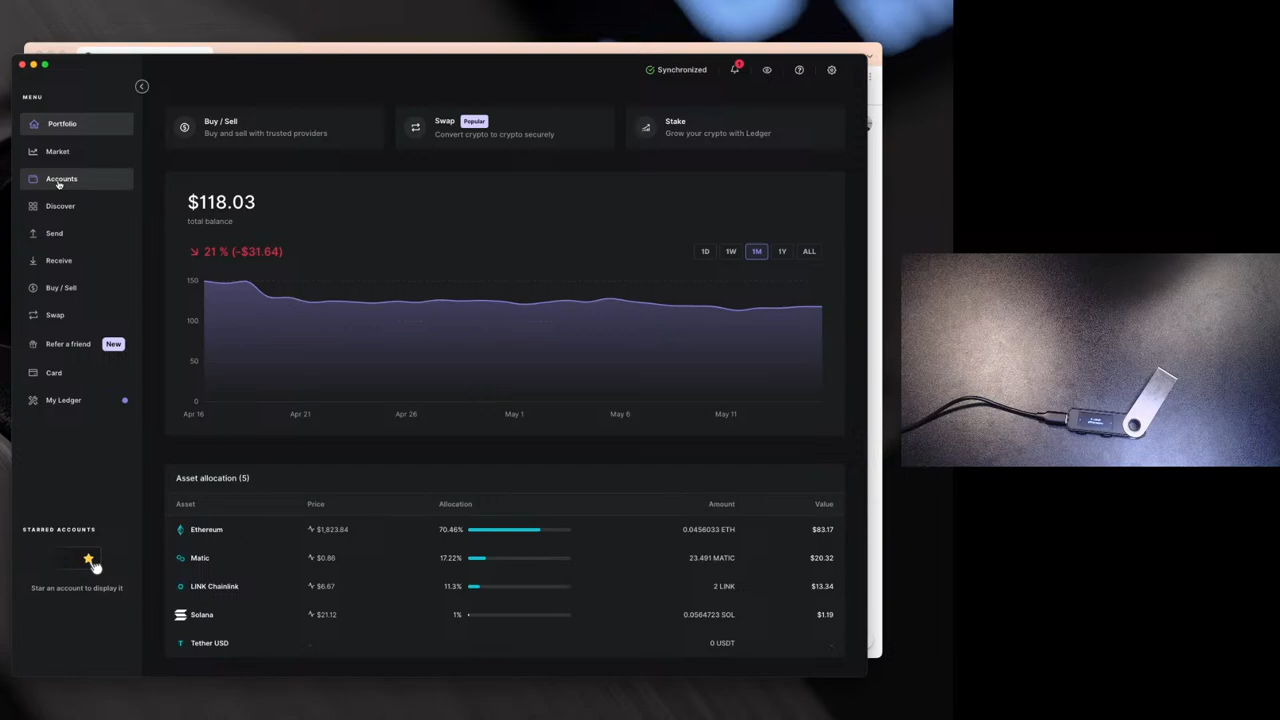 Synchronized
1
MENU
Portfolio
Market
Accounts
Discover
Send
Receive
Buy / Sell
Swap
Refer a friend New
Card
My Ledger
STARRED ACCOUNTS
Star an account to display it
Buy / Sell
Buy and sell with trusted providers
Swap Popular
Convert crypto to crypto securely
Stake
Grow your crypto with Ledger
$118.03
total balance
21 % (-$31.64)
1D 1W 1M 1Y ALL
150
100
50
0
Apr 16 Apr 21 Apr 26 May 1 May 6 May 11
Asset allocation (5)
Asset Price Allocation Amount Value
Ethereum $1,823.84 70.46% 0.0456033 ETH $83.17
Matic $0.86 17.22% 23.491 MATIC $20.32
LINK Chainlink $6.67 11.3% 2 LINK $13.34
Solana $21.12 1% 0.0564723 SOL $1.19
Tether USD - 0 USDT -